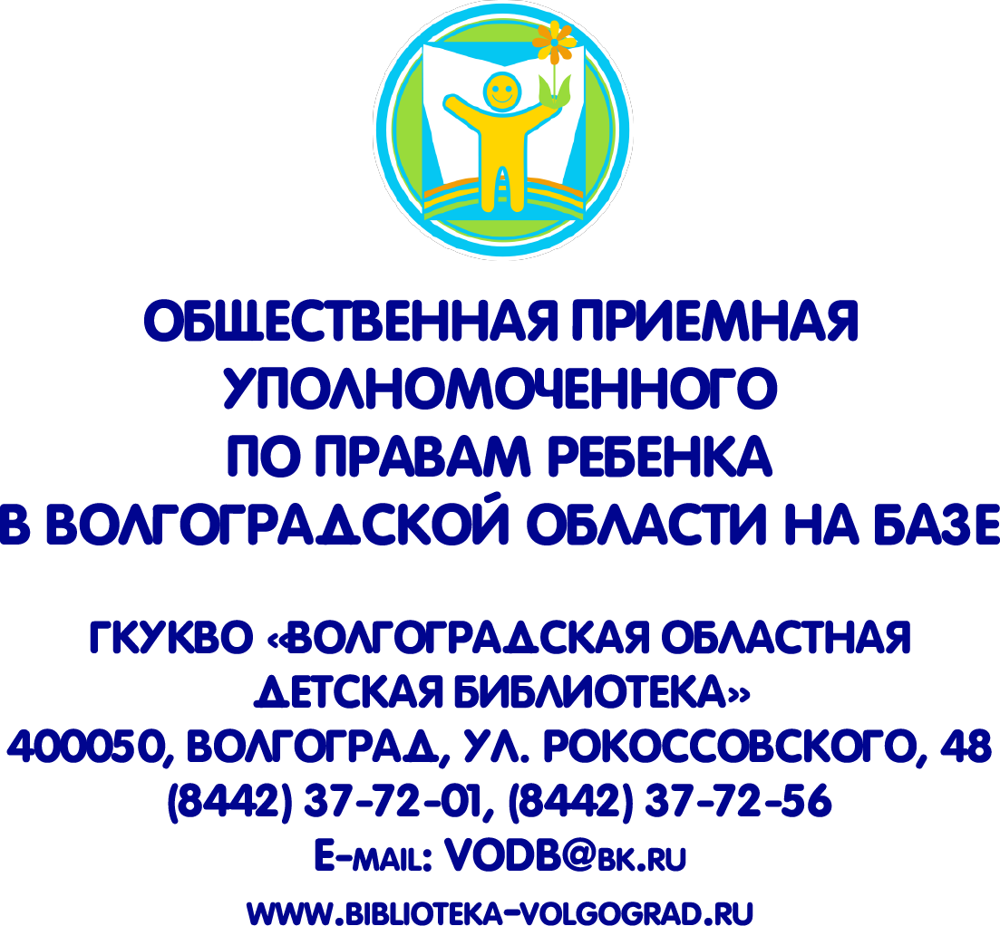 ОБЩЕСТВЕННАЯ ПРИЕМНАЯ
УПОЛНОМОЧЕННОГО
ПО ПРАВАМ РЕБЕНКА
В ВОЛГОГРАДСКОЙ ОБЛАСТИ НА БАЗЕ
ГКУКВО «ВОЛГОГРАДСКАЯ ОБЛАСТНАЯ
ДЕТСКАЯ БИБЛИОТЕКА»
400050, ВОЛГОГРАД, УЛ. РОКОССОВСКОГО, 48
(8442) 37-72-01, (8442) 37-72-56
E-MAIL: VODB@BK.RU
WWW.BIBLIOTEKA-VOLGOGRAD.RU